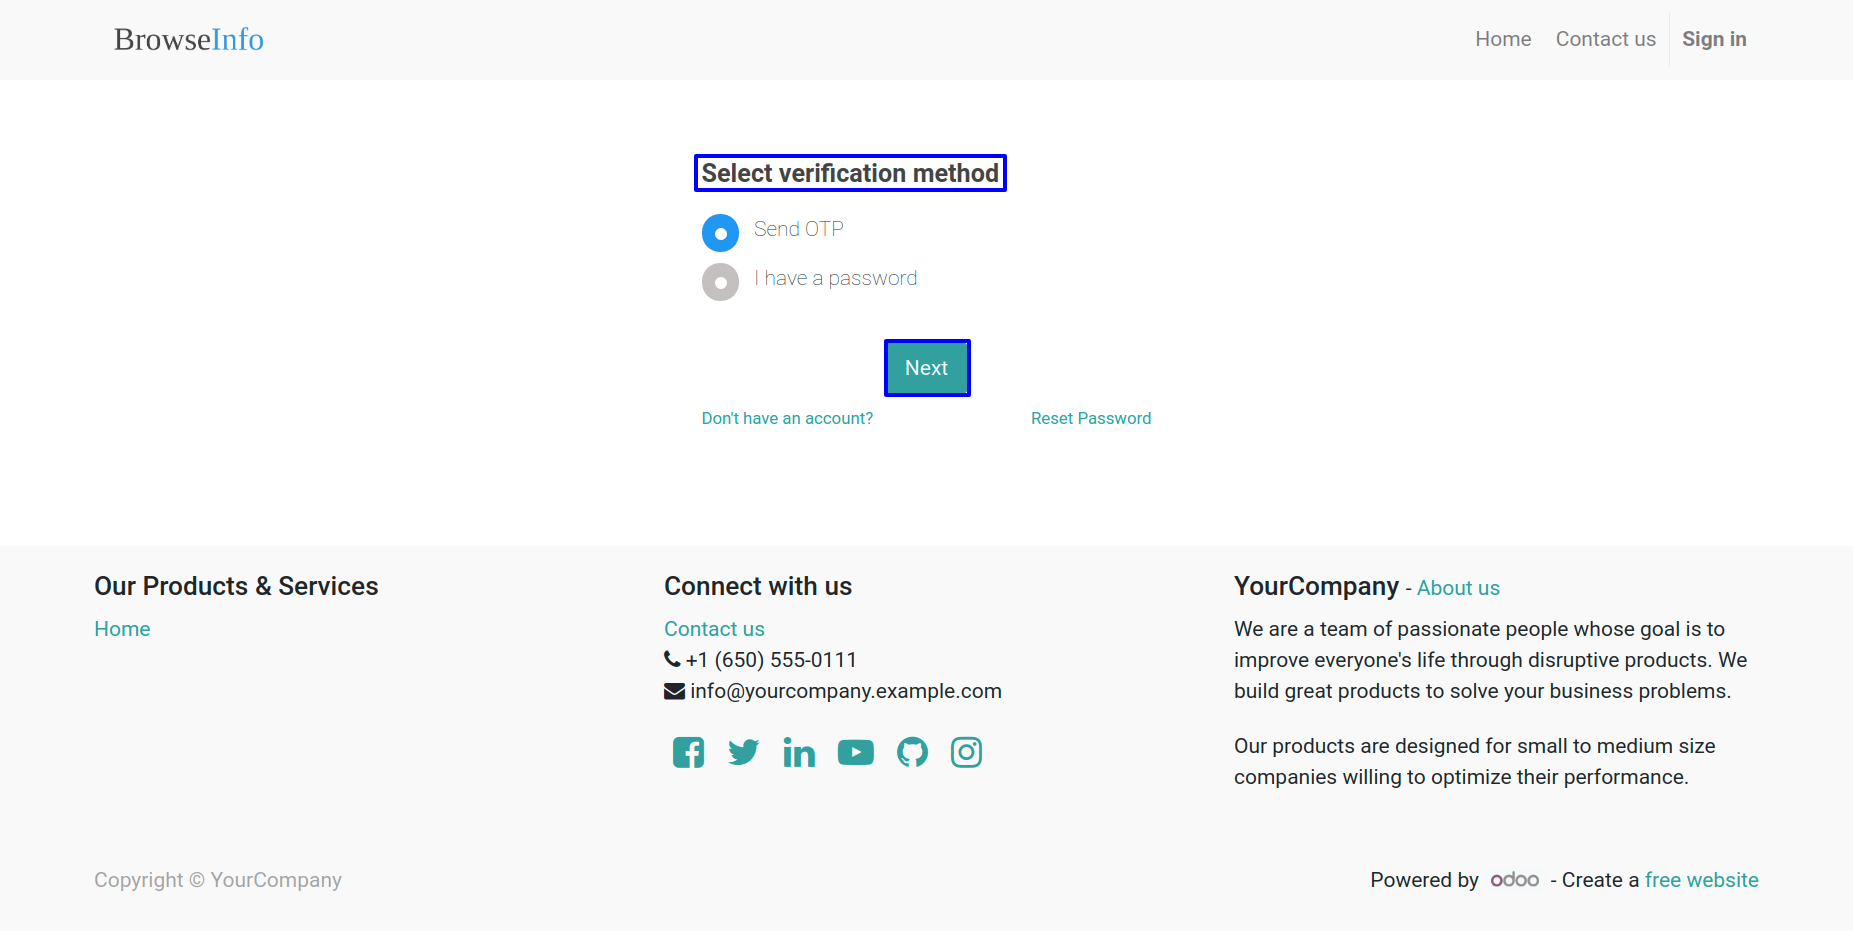 BrowseInfo
Home
Contact us
Sign in
Select verification method
Send OTP
I have a password
Next
Don't have an account?
Reset Password
Our Products & Services
Home
Connect with us
Contact us
+1 (650) 555-0111
info@yourcompany.example.com
YourCompany - About us
We are a team of passionate people whose goal is to
improve everyone's life through disruptive products. We
build great products to solve your business problems.
Our products are designed for small to medium size
companies willing to optimize their performance.
Copyright © YourCompany
Powered by odoo - Create a free website